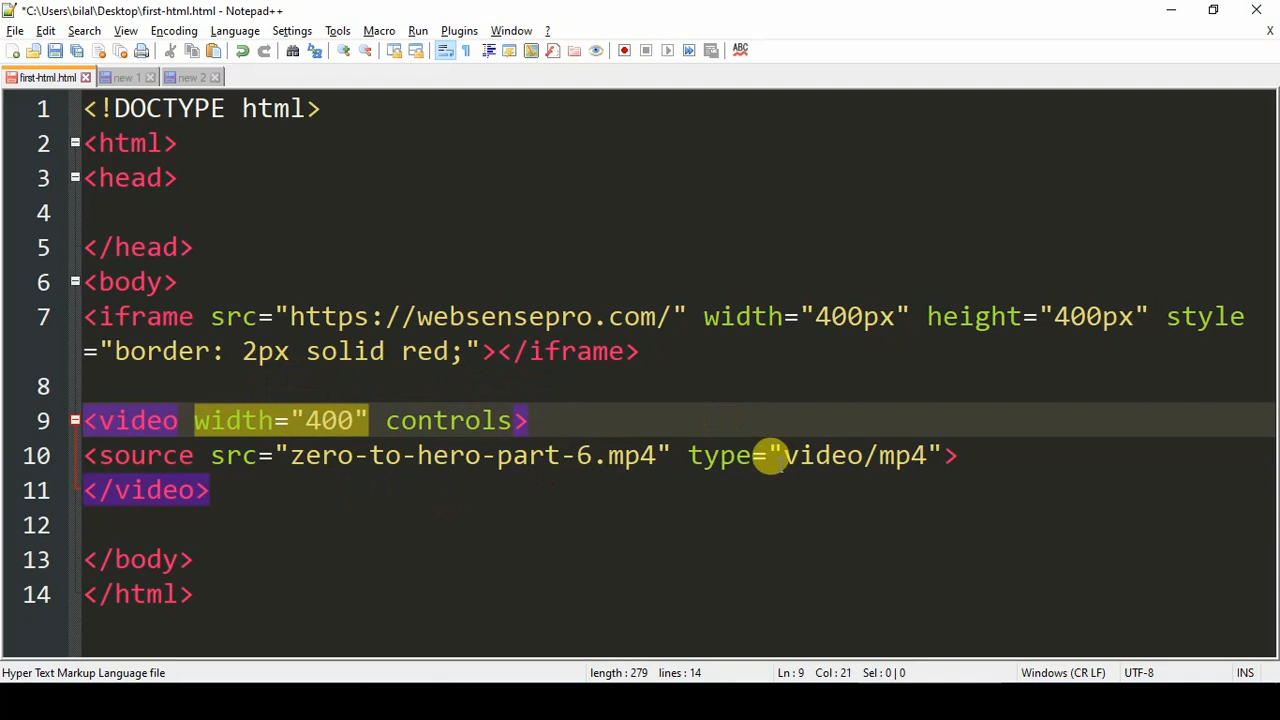 *C:\Users\bilal\Desktop\first-html.html - Notepad++
File Edit Search View Encoding Language Settings Tools Macro Run Plugins Window ?
X
first-html.html new 1 new 2
1 <!DOCTYPE html>
2 <html>
3 <head>
4
5 </head>
6 <body>
7 <iframe src="https://websensepro.com/" width="400px" height="400px" style
="border: 2px solid red;"></iframe>
8
9 <video width="400" controls>
10 <source src="zero-to-hero-part-6.mp4" type="video/mp4">
11 </video>
12
13 </body>
14 </html>
Hyper Text Markup Language file length : 279 lines : 14 Ln : 9 Col : 21 Sel : 0 | 0 Windows (CR LF) UTF-8 INS